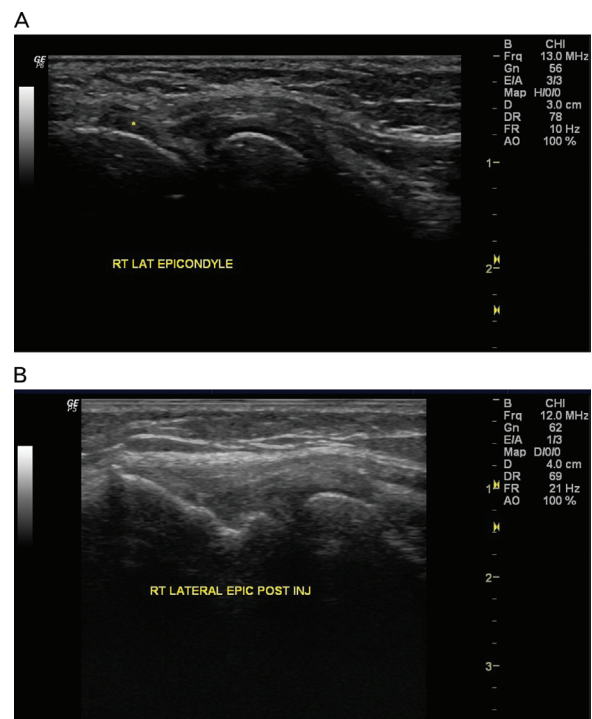 A
GE
P6
B CHI
Frq 13.0 MHz
Gn 56
E/A 3/3
Map H/0/0
D 3.0 cm
DR 78
FR 10 Hz
AO 100 %
1
2
RT LAT EPICONDYLE
B
GE
P5
B CHI
Frq 12.0 MHz
Gn 62
E/A 1/3
Map D/0/0
D 4.0 cm
DR 69
FR 21 Hz
AO 100 %
1
2
3
RT LATERAL EPIC POST INJ